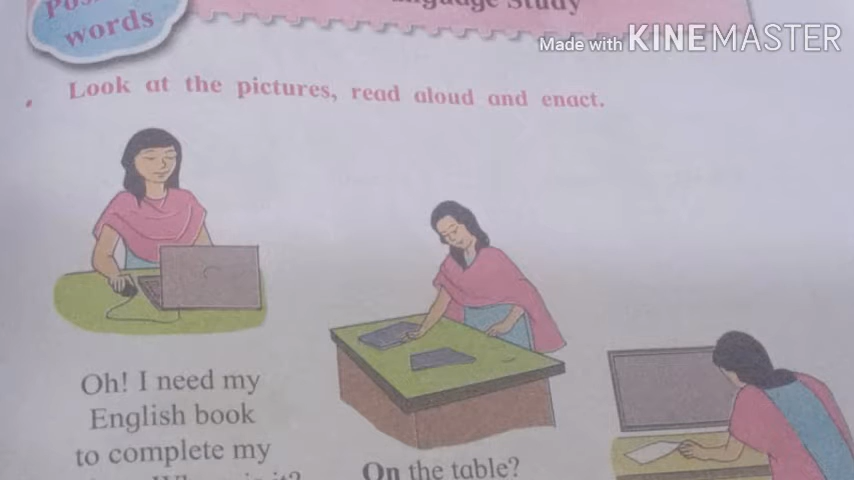 words
Study
Made with KINEMASTER
Look at the pictures, read aloud and enact.
Oh! I need my
English book
to complete my
On the table?